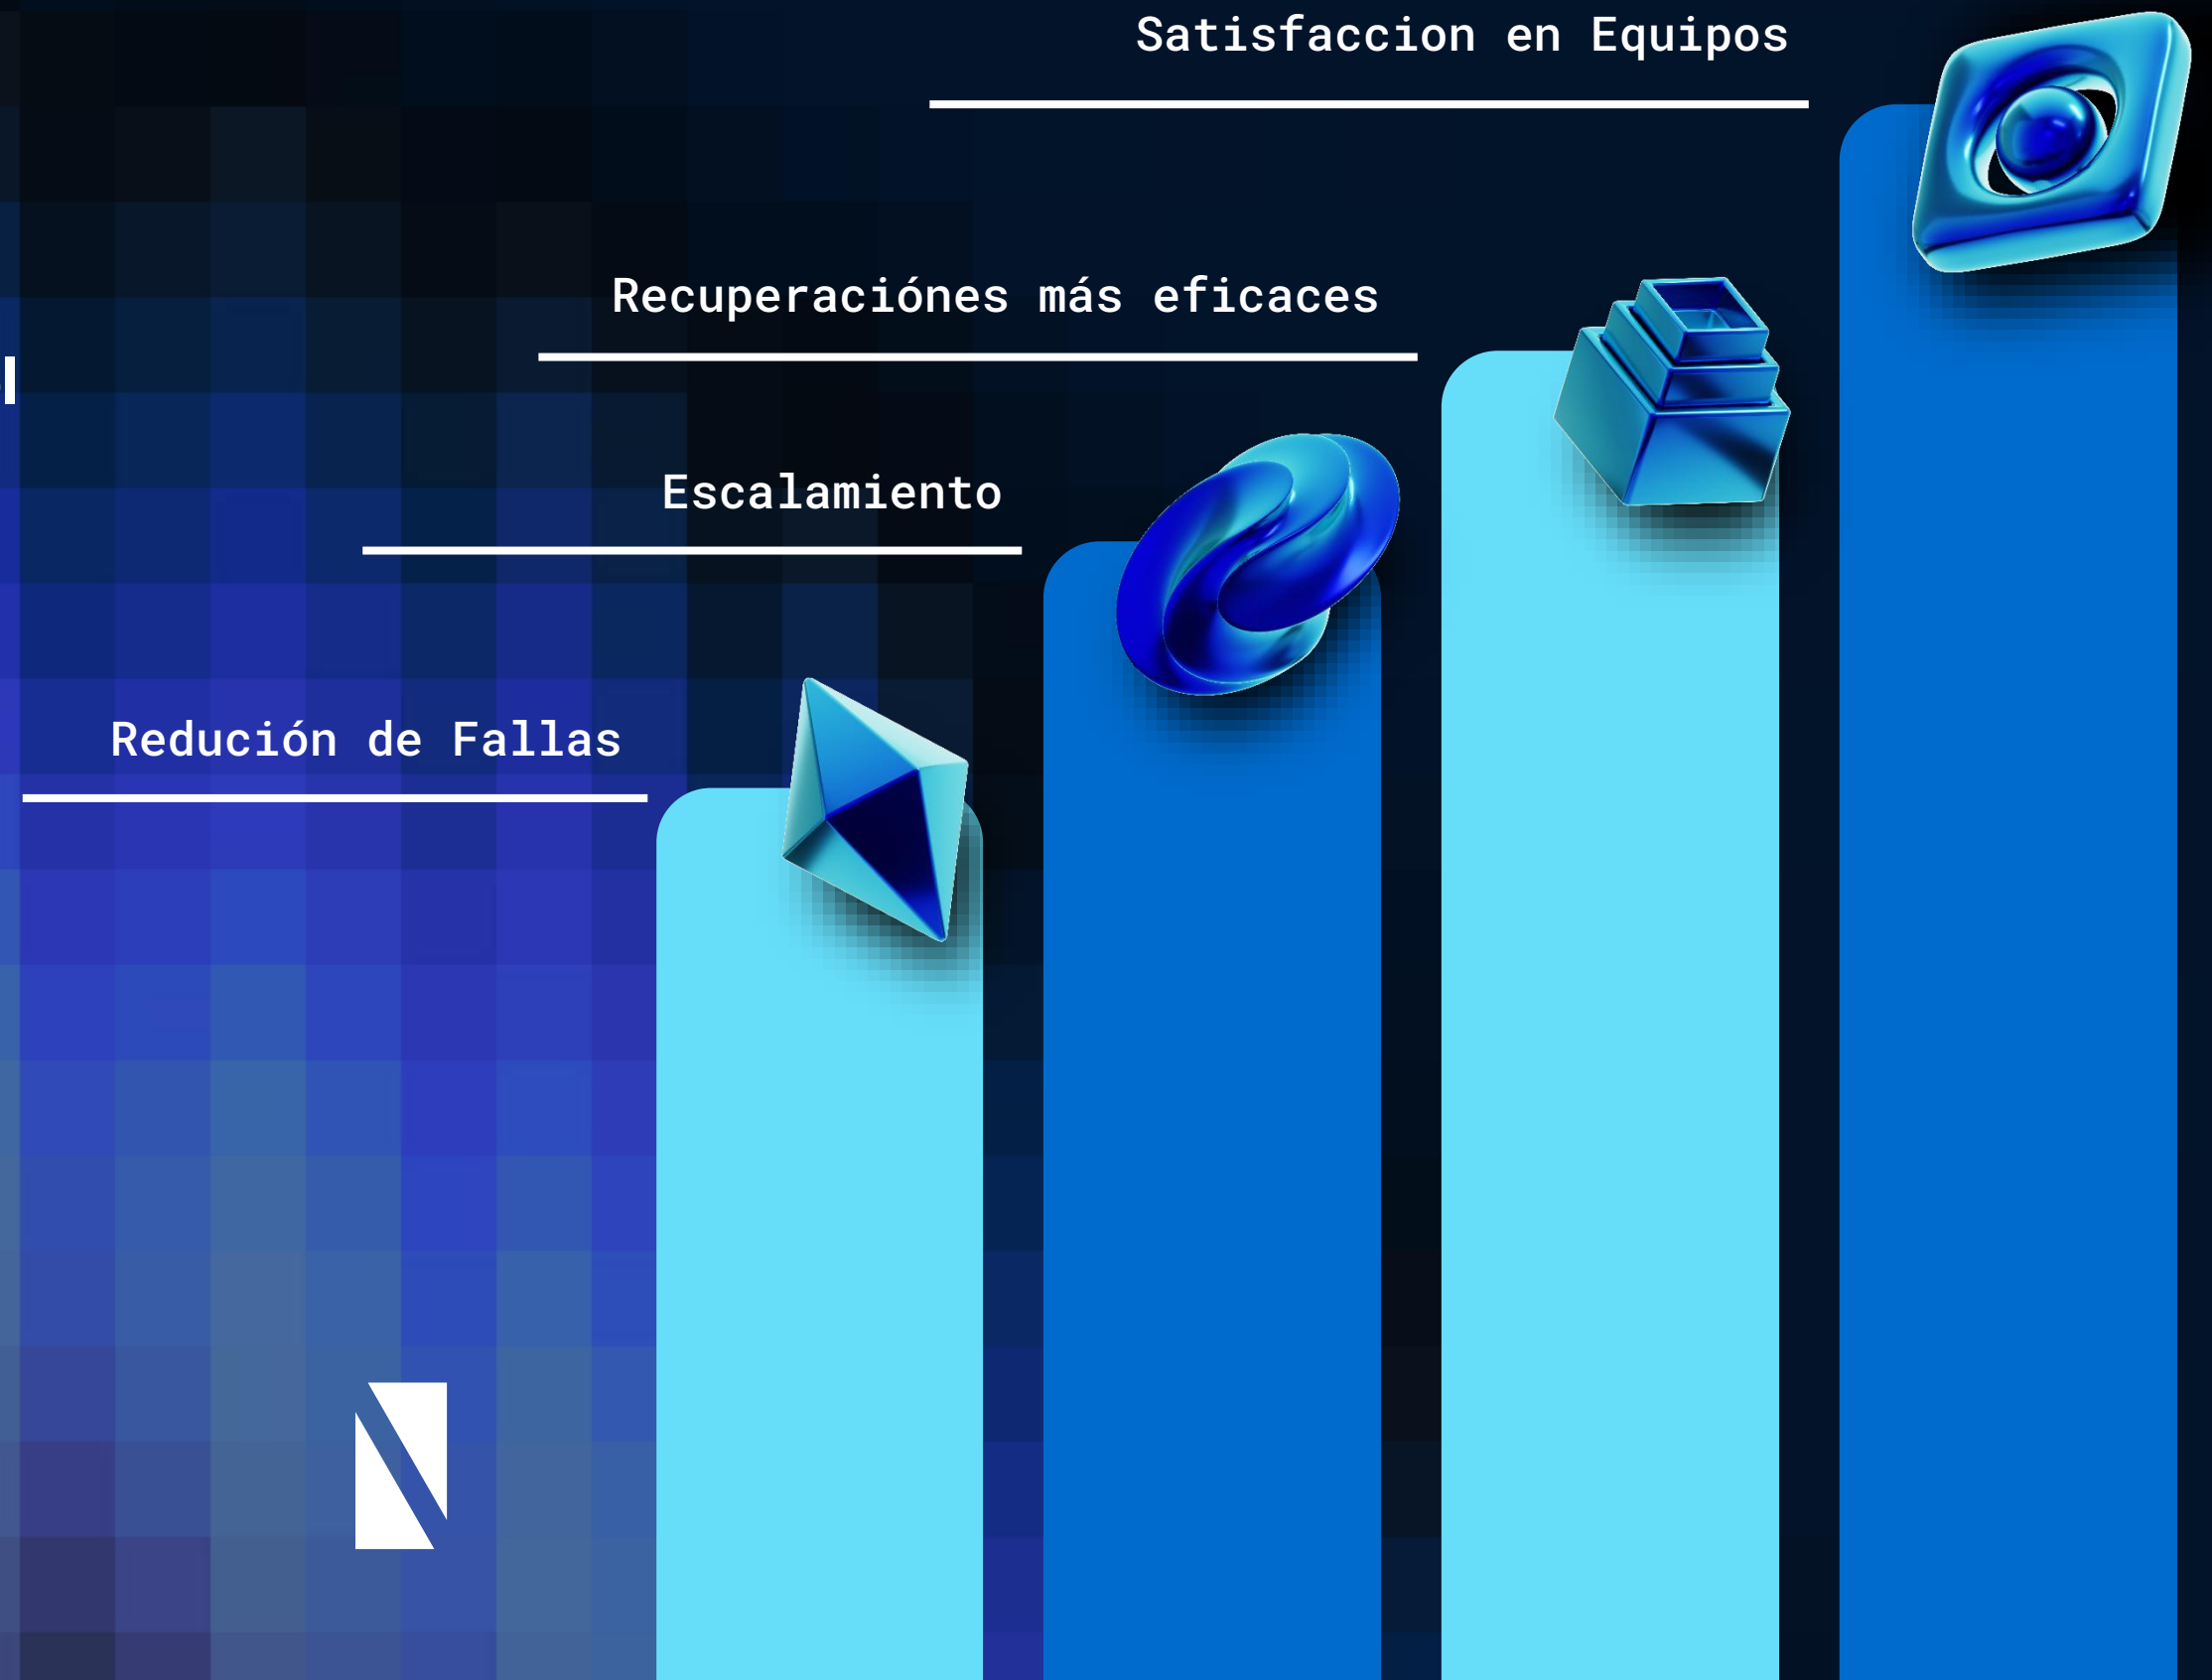 Satisfaccion en Equipos
Recuperaciónes más eficaces
Escalamiento
Redución de Fallas